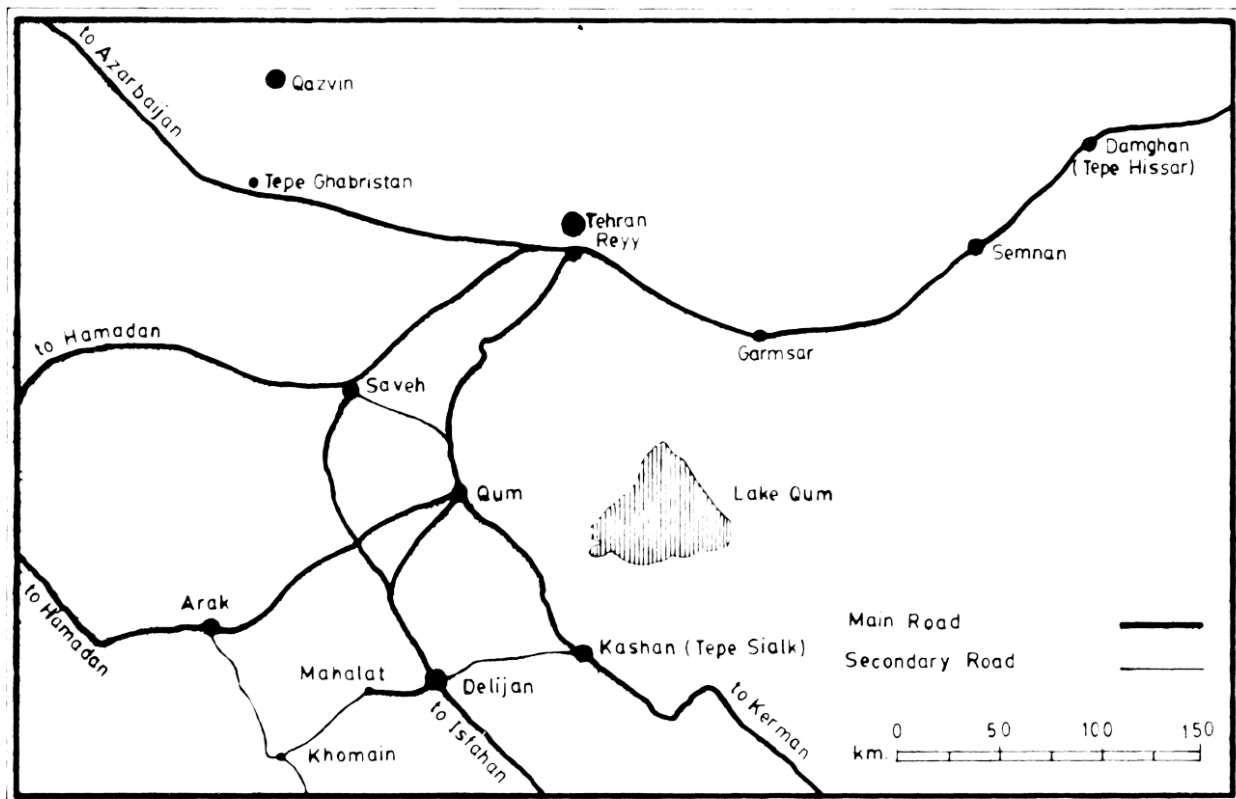 to Azarbaijan
Qazvin
Tepe Ghabristan
Tehran
Reyy
Damghan
(Tepe Hissar)
Semnan
Garmsar
to Hamadan
Saveh
Qum
Lake Qum
to Hamadan
Arak
Mahalat
Delijan
Khomain
Kashan (Tepe Sialk)
to Isfahan
to Kerman
Main Road
Secondary Road
0 50 100 150
km.